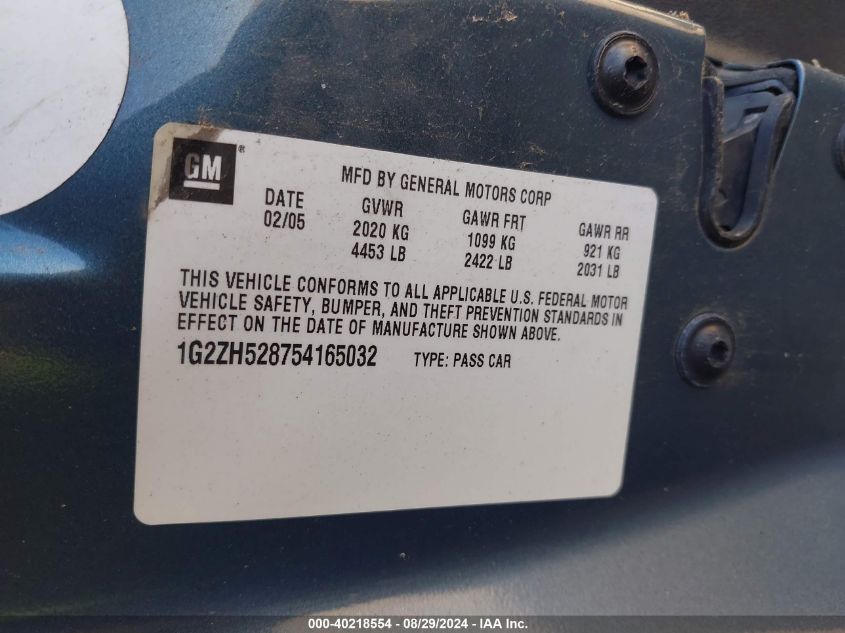 GM®
MFD BY GENERAL MOTORS CORP
DATE GVWR GAWR FRT GAWR RR
02/05 2020 KG 1099 KG 921 KG
4453 LB 2422 LB 2031 LB
THIS VEHICLE CONFORMS TO ALL APPLICABLE U.S. FEDERAL MOTOR
VEHICLE SAFETY, BUMPER, AND THEFT PREVENTION STANDARDS IN
EFFECT ON THE DATE OF MANUFACTURE SHOWN ABOVE.
1G2ZH528754165032 TYPE: PASS CAR
000-40218554 - 08/29/2024 - IAA Inc.